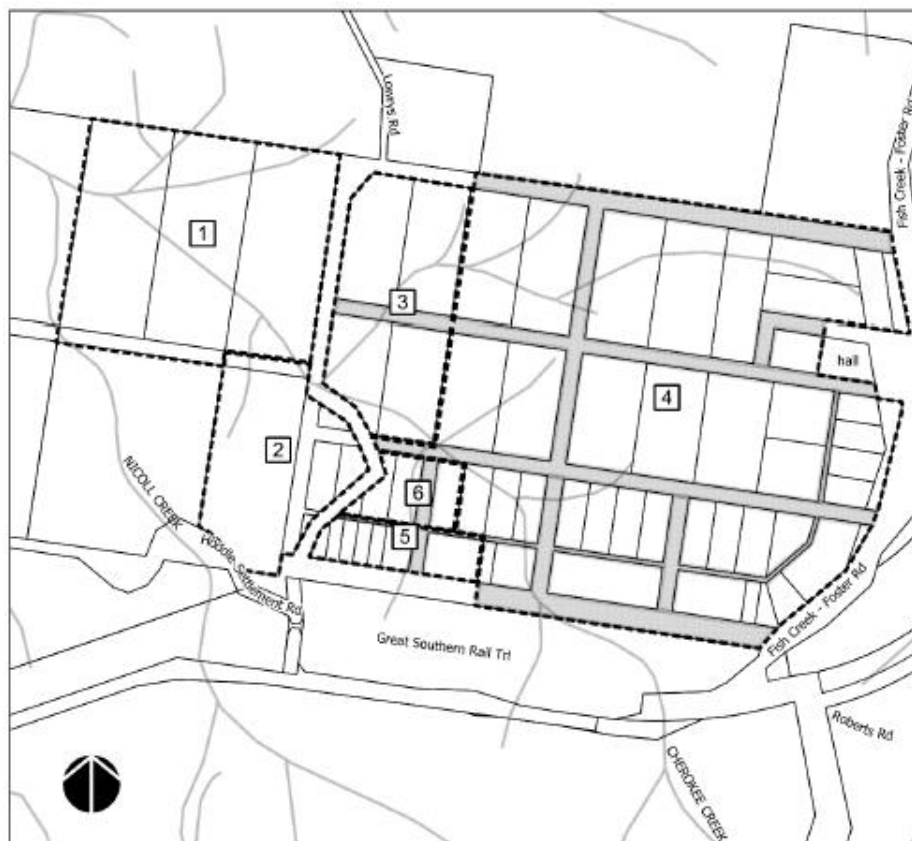 Lowrys Rd
Fish Creek - Foster Rd
1
3
hall
4
2
NICOLL CREEK
6
5
Hoddle Settlement Rd
Fish Creek - Foster Rd
Great Southern Rail Trl
Roberts Rd
CHEROKEE CREEK